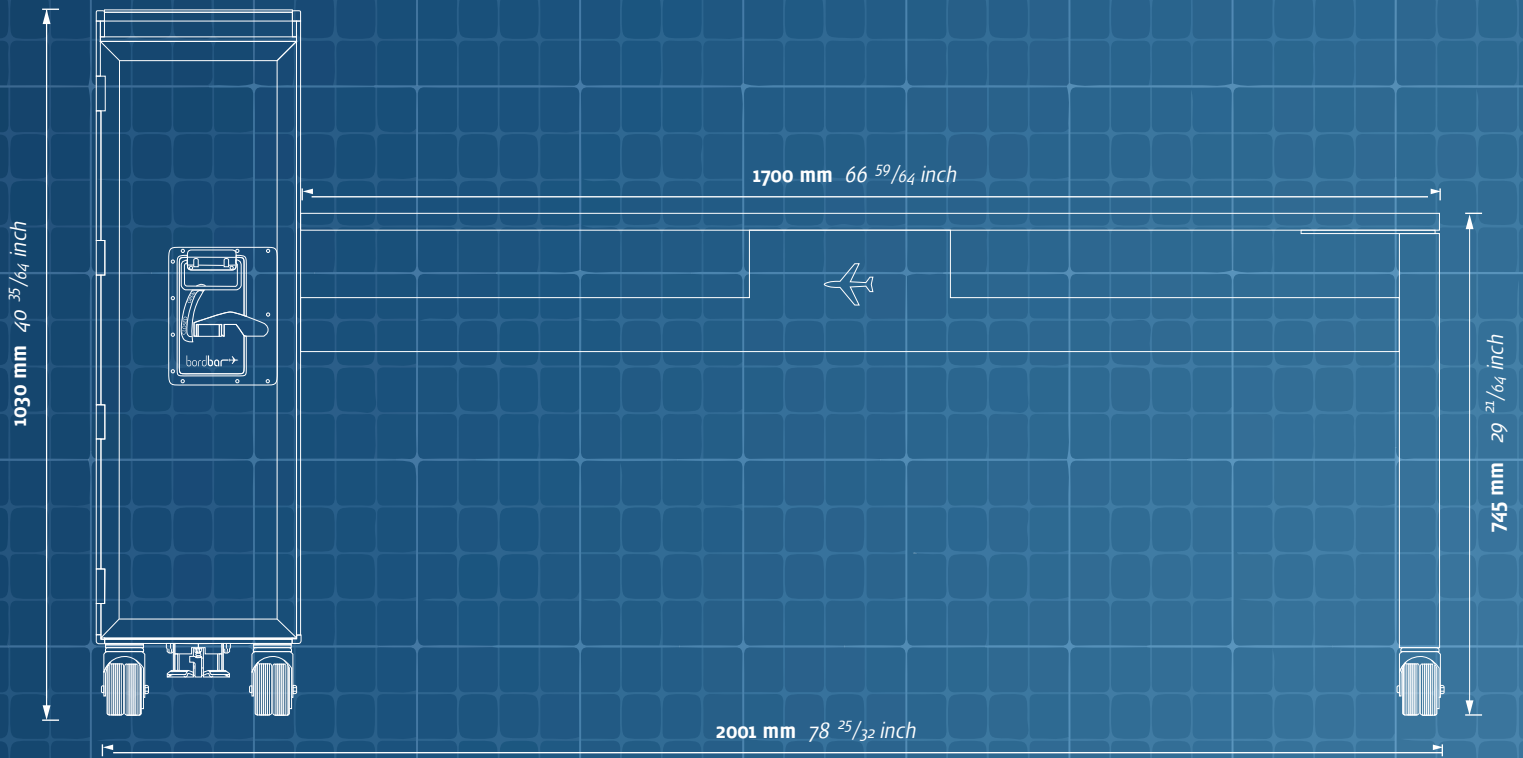 1700 mm 66 59/64 inch
1030 mm 40 35/64 inch
bordbar
745 mm 29 21/64 inch
2001 mm 78 25/32 inch